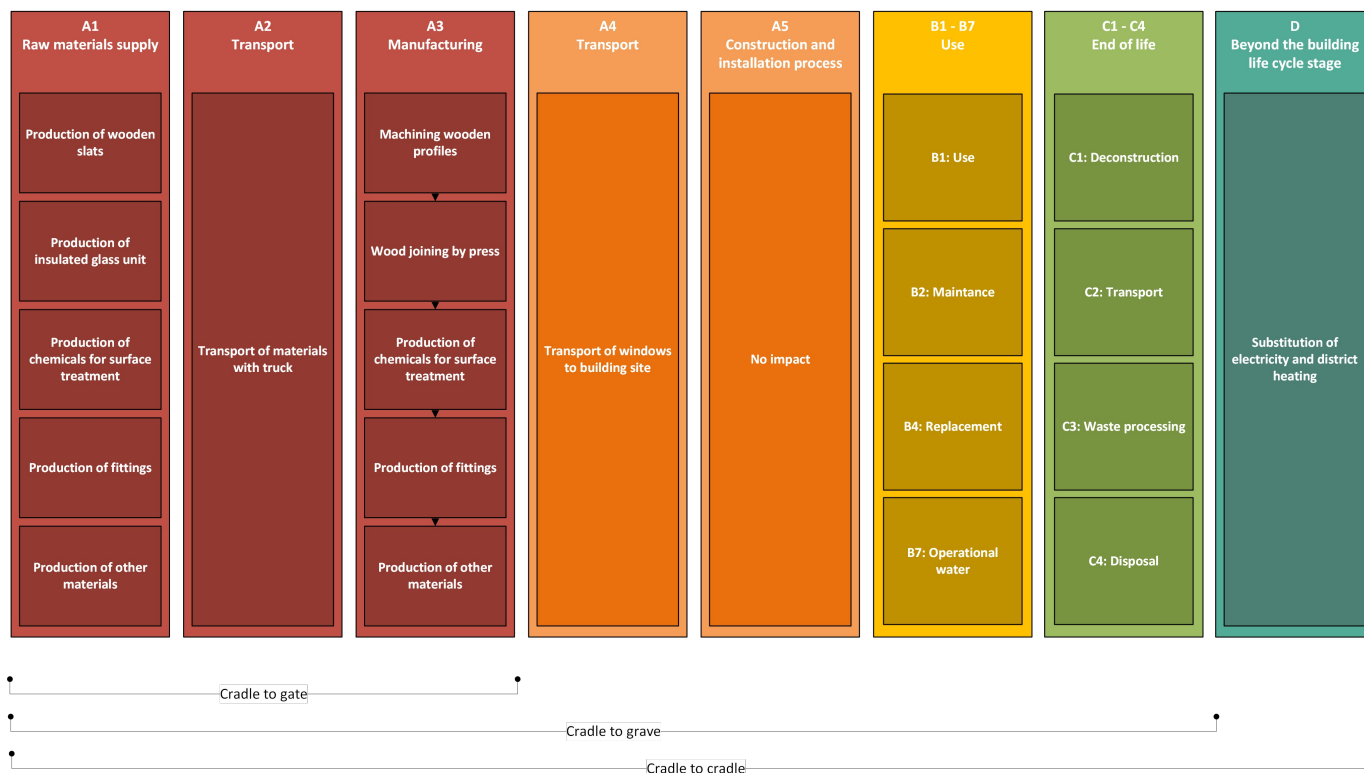 A1
Raw materials supply
Production of wooden
slats
Production of
insulated glass unit
Production of
chemicals for surface
treatment
Production of fittings
Production of other
materials
A2
Transport
Transport of materials
with truck
A3
Manufacturing
Machining wooden
profiles
Wood joining by press
Production of
chemicals for surface
treatment
Production of fittings
Production of other
materials
A4
Transport
Transport of windows
to building site
A5
Construction and
installation process
No impact
B1 - B7
Use
B1: Use
B2: Maintance
B4: Replacement
B7: Operational
water
C1 - C4
End of life
C1: Deconstruction
C2: Transport
C3: Waste processing
C4: Disposal
D
Beyond the building
life cycle stage
Substitution of
electricity and district
heating
Cradle to gate
Cradle to grave
Cradle to cradle